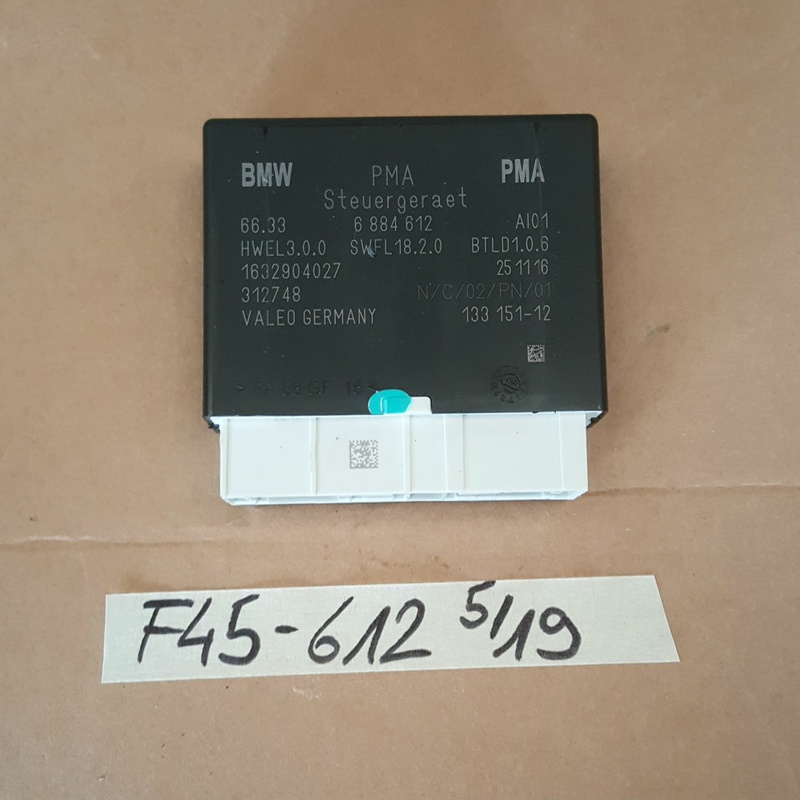 BMW PMA PMA
Steuergeraet
66.33 6 884 612 AI01
HWEL3.0.0 SWFL18.2.0 BTLD1.0.6
1632904027 251116
312748 N/C/02/PN/01
VALEO GERMANY 133 151-12
F45-612 5/19